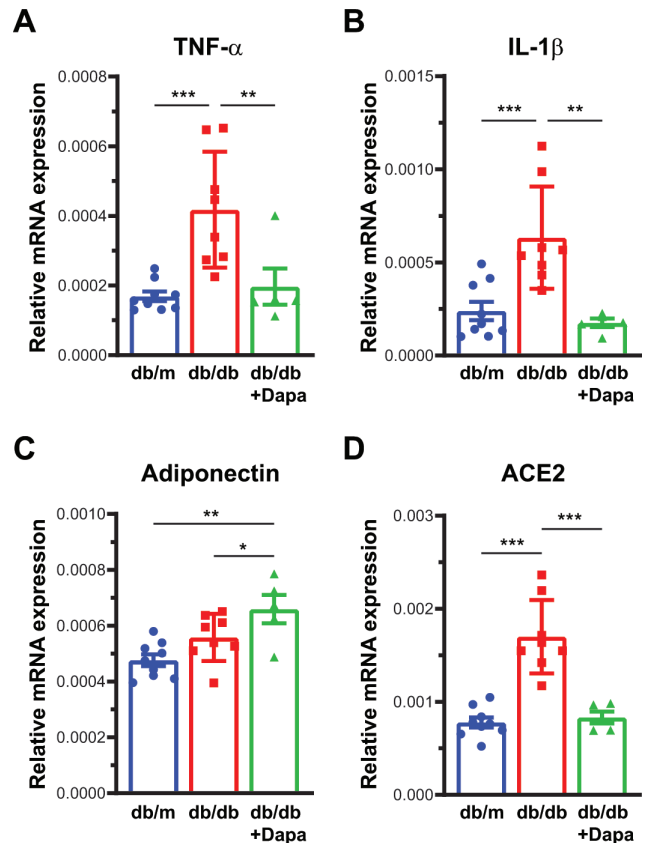 A
TNF-α
Relative mRNA expression
0.0008
0.0006
0.0004
0.0002
0.0000
*** **
db/m db/db db/db
+Dapa
B
IL-1β
Relative mRNA expression
0.0015
0.0010
0.0005
0.0000
*** **
db/m db/db db/db
+Dapa
C
Adiponectin
Relative mRNA expression
0.0010
0.0008
0.0006
0.0004
0.0002
0.0000
**
*
db/m db/db db/db
+Dapa
D
ACE2
Relative mRNA expression
0.003
0.002
0.001
0.000
***
***
db/m db/db db/db
+Dapa